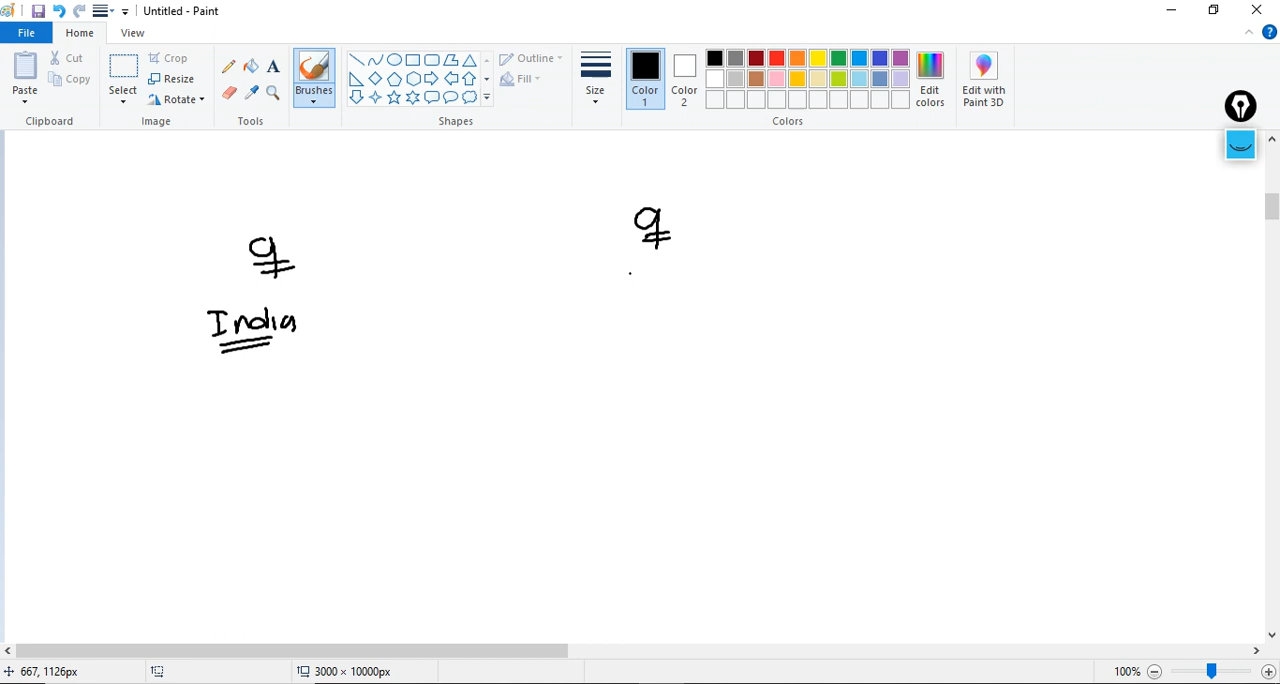 Untitled - Paint
File Home View
Paste
Cut
Copy
Clipboard
Select
Crop
Resize
Rotate
Image
Tools
Brushes
Shapes
Outline
Fill
Size
Color 1
Color 2
Colors
Edit colors
Edit with Paint 3D
q
q
India
667, 1126px
3000 × 10000px
100%